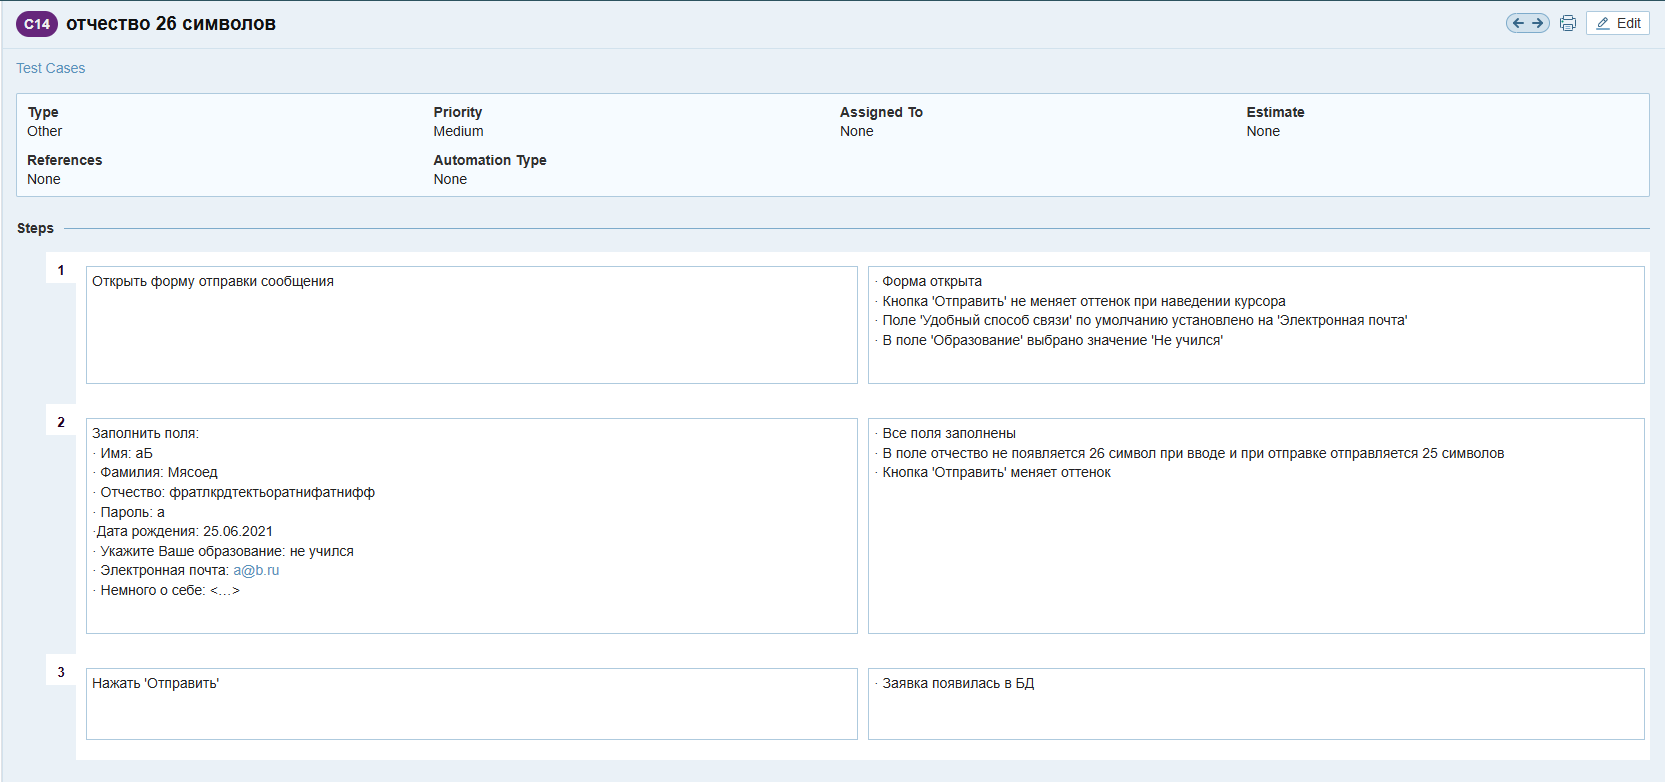 C14 отчество 26 символов
Edit
Test Cases
Type Priority Assigned To Estimate
Other Medium None None
References Automation Type
None None
Steps
1
Открыть форму отправки сообщения
· Форма открыта
· Кнопка 'Отправить' не меняет оттенок при наведении курсора
· Поле 'Удобный способ связи' по умолчанию установлено на 'Электронная почта'
· В поле 'Образование' выбрано значение 'Не учился'
2
Заполнить поля:
· Имя: аБ
· Фамилия: Мясоед
· Отчество: фратлкрдтектьоратнифатнифф
· Пароль: а
·Дата рождения: 25.06.2021
· Укажите Ваше образование: не учился
· Электронная почта: a@b.ru
· Немного о себе: <...>
· Все поля заполнены
· В поле отчество не появляется 26 символ при вводе и при отправке отправляется 25 символов
· Кнопка 'Отправить' меняет оттенок
3
Нажать 'Отправить'
· Заявка появилась в БД